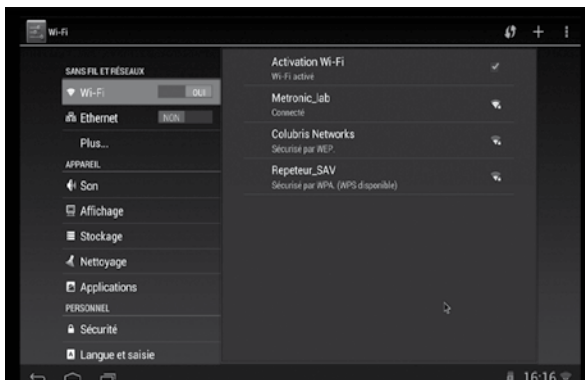 Wi-Fi
SANS FIL ET RÉSEAUX
Wi-Fi OUI
Ethernet NON
Plus...
APPAREIL
Son
Affichage
Stockage
Nettoyage
Applications
PERSONNEL
Sécurité
Langue et saisie
Activation Wi-Fi
Wi-Fi activé
Metronic_lab
Connecté
Colubris Networks
Sécurisé par WEP.
Repeteur_SAV
Sécurisé par WPA. (WPS disponible)
16:16